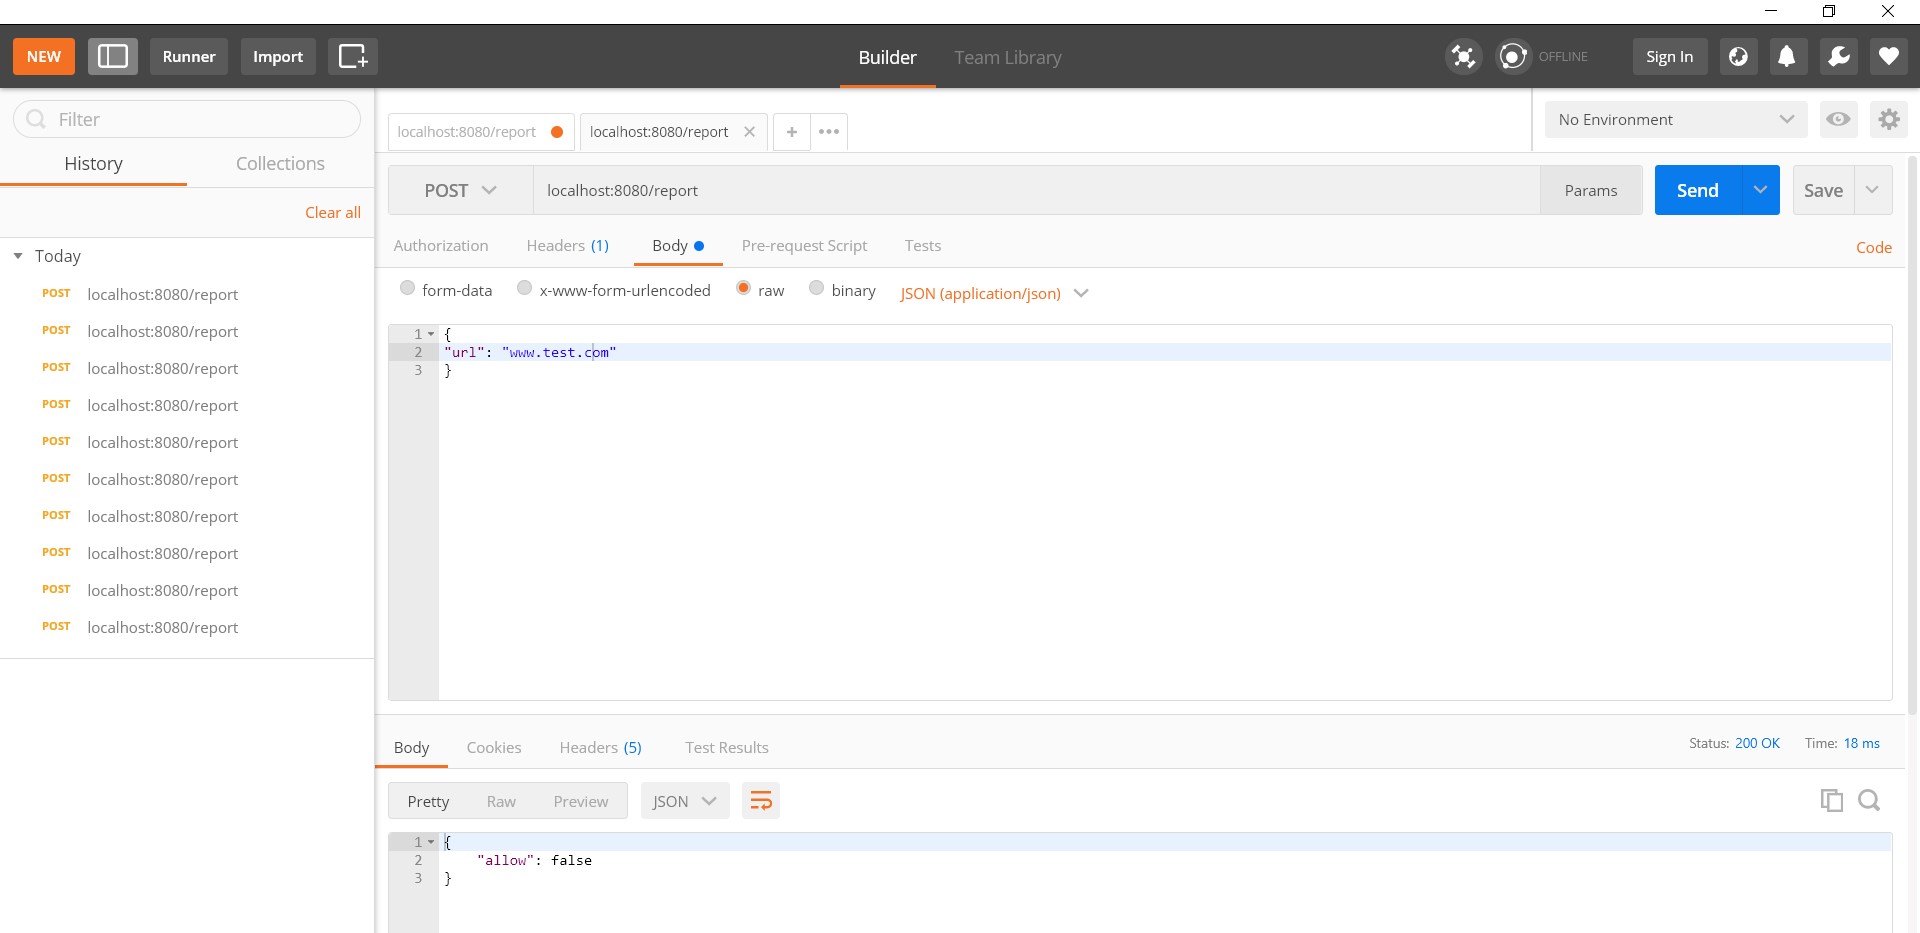 NEW Runner Import Builder Team Library OFFLINE Sign In
Filter
History Collections
Clear all
Today
POST localhost:8080/report
POST localhost:8080/report
POST localhost:8080/report
POST localhost:8080/report
POST localhost:8080/report
POST localhost:8080/report
POST localhost:8080/report
POST localhost:8080/report
POST localhost:8080/report
POST localhost:8080/report
localhost:8080/report localhost:8080/report No Environment
POST localhost:8080/report Params Send Save
Authorization Headers (1) Body Pre-request Script Tests Code
form-data x-www-form-urlencoded raw binary JSON (application/json)
1 {
2 "url": "www.test.com"
3 }
Body Cookies Headers (5) Test Results Status: 200 OK Time: 18 ms
Pretty Raw Preview JSON
1 {
2 "allow": false
3 }